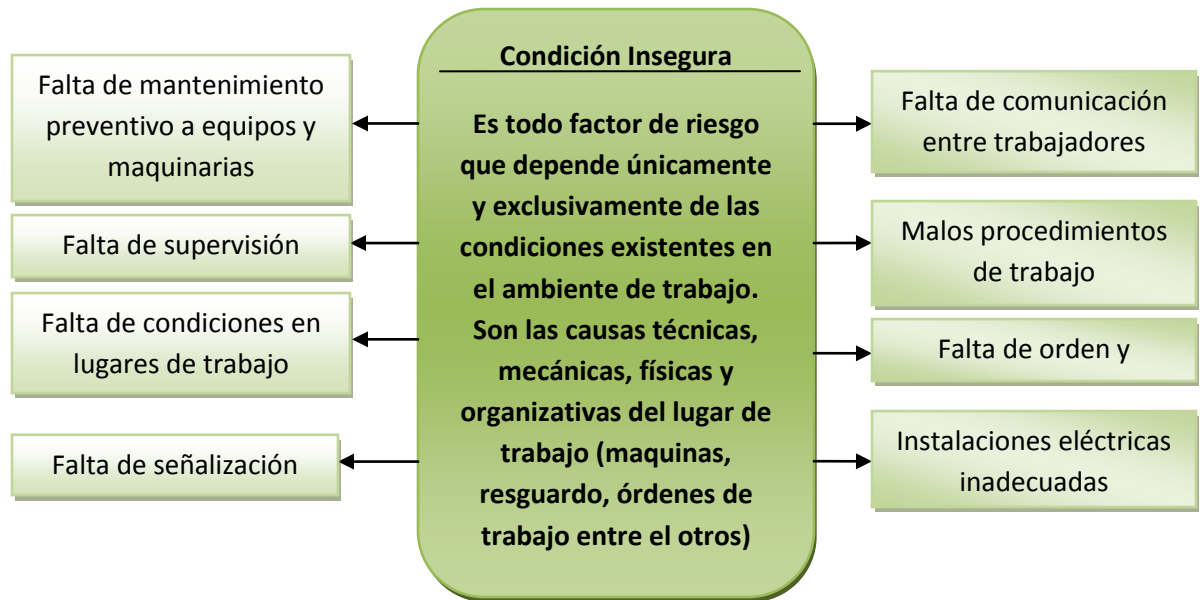 Condición Insegura
Es todo factor de riesgo
que depende únicamente
y exclusivamente de las
condiciones existentes en
el ambiente de trabajo.
Son las causas técnicas,
mecánicas, físicas y
organizativas del lugar de
trabajo (maquinas,
resguardo, órdenes de
trabajo entre el otros)
Falta de mantenimiento
preventivo a equipos y
maquinarias
Falta de supervisión
Falta de condiciones en
lugares de trabajo
Falta de señalización
Falta de comunicación
entre trabajadores
Malos procedimientos
de trabajo
Falta de orden y
Instalaciones eléctricas
inadecuadas